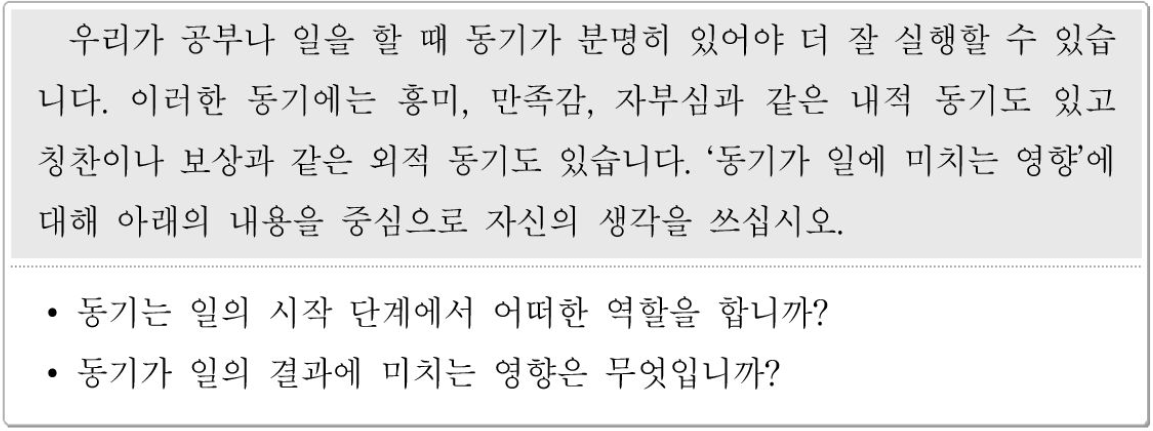 우리가 공부나 일을 할 때 동기가 분명히 있어야 더 잘 실행할 수 있습
니다. 이러한 동기에는 흥미, 만족감, 자부심과 같은 내적 동기도 있고
칭찬이나 보상과 같은 외적 동기도 있습니다. ‘동기가 일에 미치는 영향’에
대해 아래의 내용을 중심으로 자신의 생각을 쓰십시오.
• 동기는 일의 시작 단계에서 어떠한 역할을 합니까?
• 동기가 일의 결과에 미치는 영향은 무엇입니까?